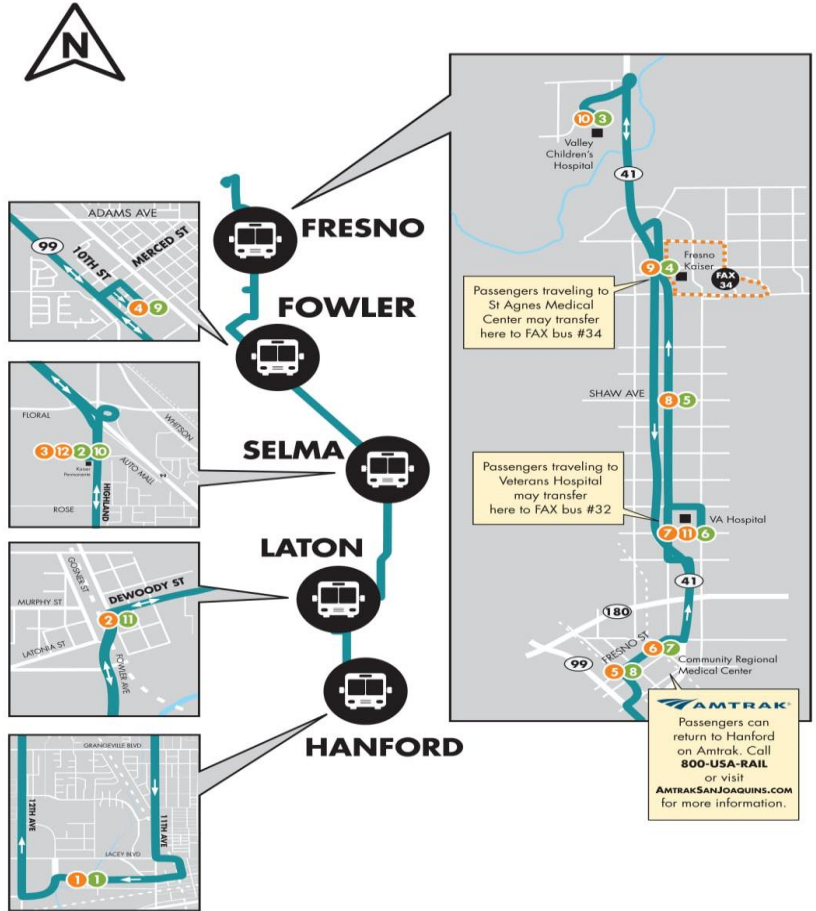 N
FRESNO
FOWLER
SELMA
LATON
HANFORD
ADAMS AVE
99
10TH ST
MERCED ST
4 9
FLORAL
WHITSON
3 12 2 10
Kaiser
Permanente
AUTO MALL
99
HIGHLAND
ROSE
GOSNER ST
DEWOODY ST
MURPHY ST
2 11
LATONIA ST
FOWLER AVE
GRANGEVILLE BLVD
12TH AVE
11TH AVE
LACEY BLVD
1 1
10 3
Valley
Children's
Hospital
41
9 4
Fresno
Kaiser
FAX
34
Passengers traveling to
St Agnes Medical
Center may transfer
here to FAX bus #34
SHAW AVE
8 5
Passengers traveling to
Veterans Hospital
may transfer
here to FAX bus #32
VA Hospital
7 11 6
41
180
FRESNO ST
99
6 7
5 8
Community Regional
Medical Center
AMTRAK
Passengers can
return to Hanford
on Amtrak. Call
800-USA-RAIL
or visit
AMTRAKSANJOAQUINS.COM
for more information.